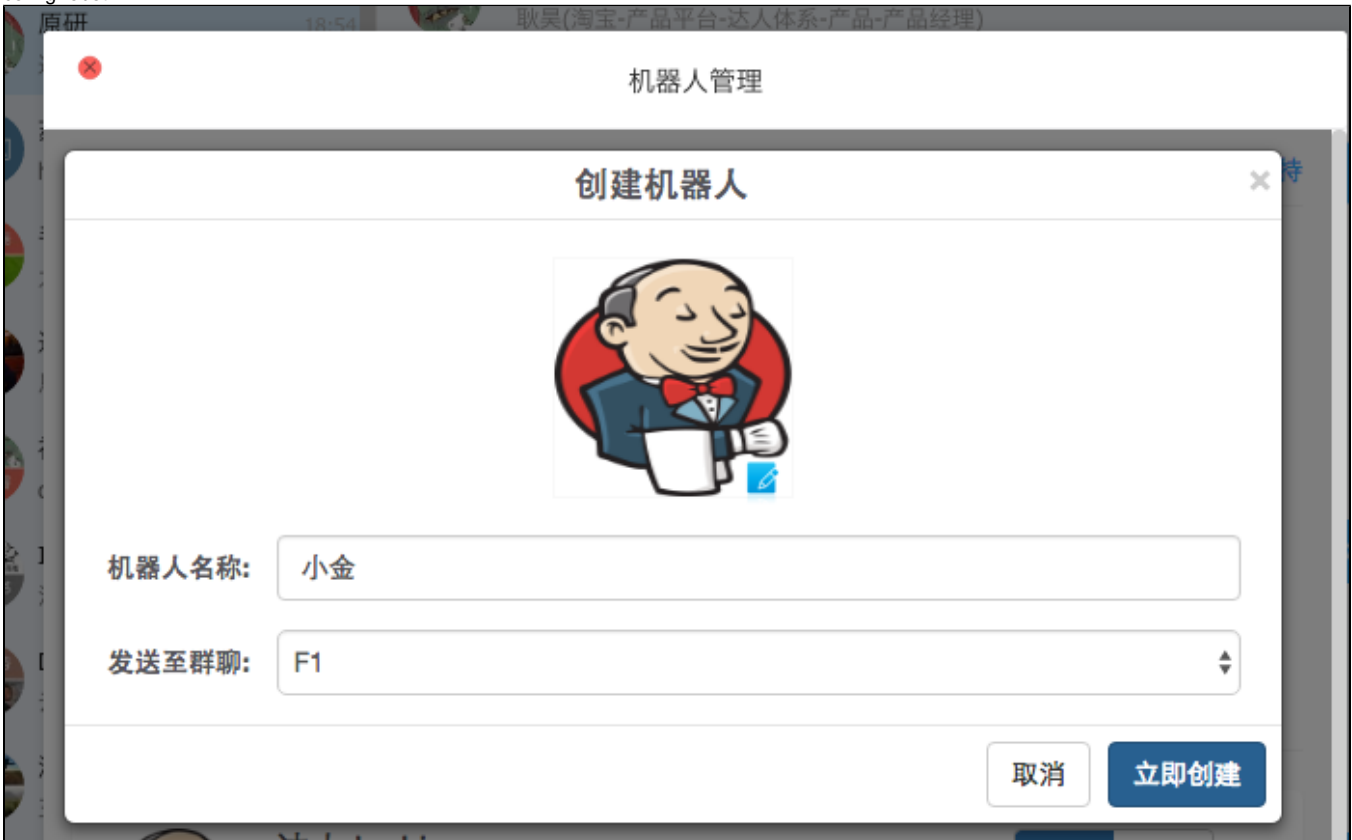 原研 18:54
耿昊(淘宝-产品平台-达人体系-产品-产品经理)
机器人管理
持
创建机器人
机器人名称:
小金
发送至群聊:
F1
取消
立即创建